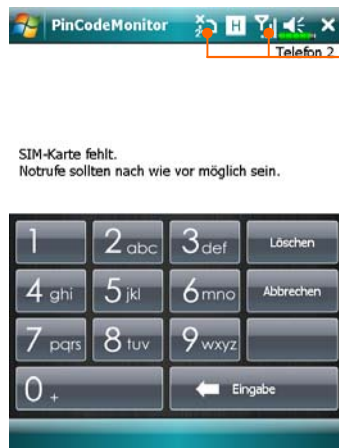 PinCodeMonitor H
Telefon 2
SIM-Karte fehlt.
Notrufe sollten nach wie vor möglich sein.
1 2 abc 3 def Löschen
4 ghi 5 jkl 6 mno Abbrechen
7 pqrs 8 tuv 9 wxyz
0 + Eingabe